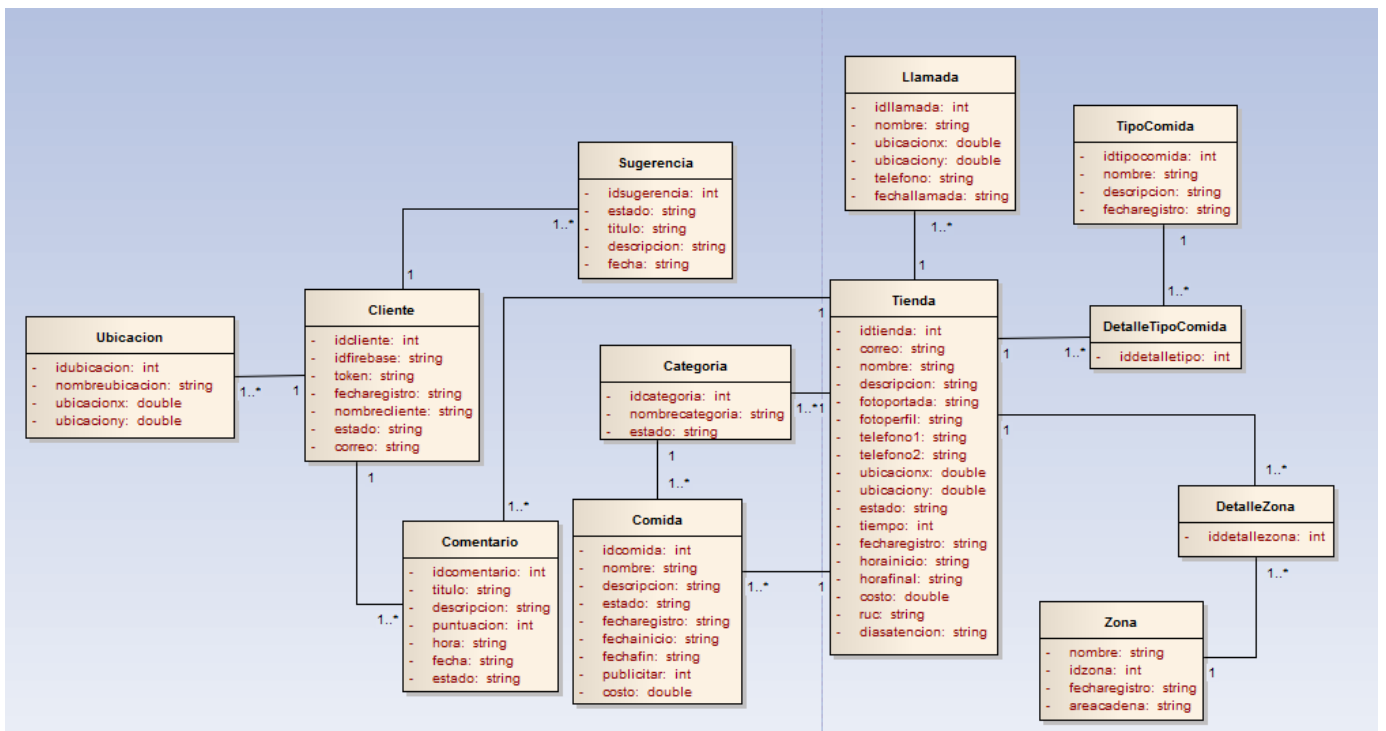 Llamada
- idllamada: int
- nombre: string
- ubicacionx: double
- ubicaciony: double
- telefono: string
- fechallamada: string
1..*
1
TipoComida
- idtipocomida: int
- nombre: string
- descripcion: string
- fecharegistro: string
1
1..*
Sugerencia
- idsugerencia: int
- estado: string
- titulo: string
- descripcion: string
- fecha: string
1..*
1
Ubicacion
- idubicacion: int
- nombreubicacion: string
- ubicacionx: double
- ubicaciony: double
1..*
1
Cliente
- idcliente: int
- idfirebase: string
- token: string
- fecharegistro: string
- nombrecliente: string
- estado: string
- correo: string
1
1..*
Categoria
- idcategoria: int
- nombrecategoria: string
- estado: string
1..*
1
1
1..*
Tienda
- idtienda: int
- correo: string
- nombre: string
- descripcion: string
- fotoportada: string
- fotoperfil: string
- telefono1: string
- telefono2: string
- ubicacionx: double
- ubicaciony: double
- estado: string
- tiempo: int
- fecharegistro: string
- horainicio: string
- horafinal: string
- costo: double
- ruc: string
- diasatencion: string
1
1..*
DetalleTipoComida
- iddetalletipo: int
1
1..*
1
1..*
Comentario
- idcomentario: int
- titulo: string
- descripcion: string
- puntuacion: int
- hora: string
- fecha: string
- estado: string
Comida
- idcomida: int
- nombre: string
- descripcion: string
- estado: string
- fecharegistro: string
- fechainicio: string
- fechafin: string
- publicitar: int
- costo: double
1..*
1
DetalleZona
- iddetallezona: int
1..*
1
Zona
- nombre: string
- idzona: int
- fecharegistro: string
- areacadena: string